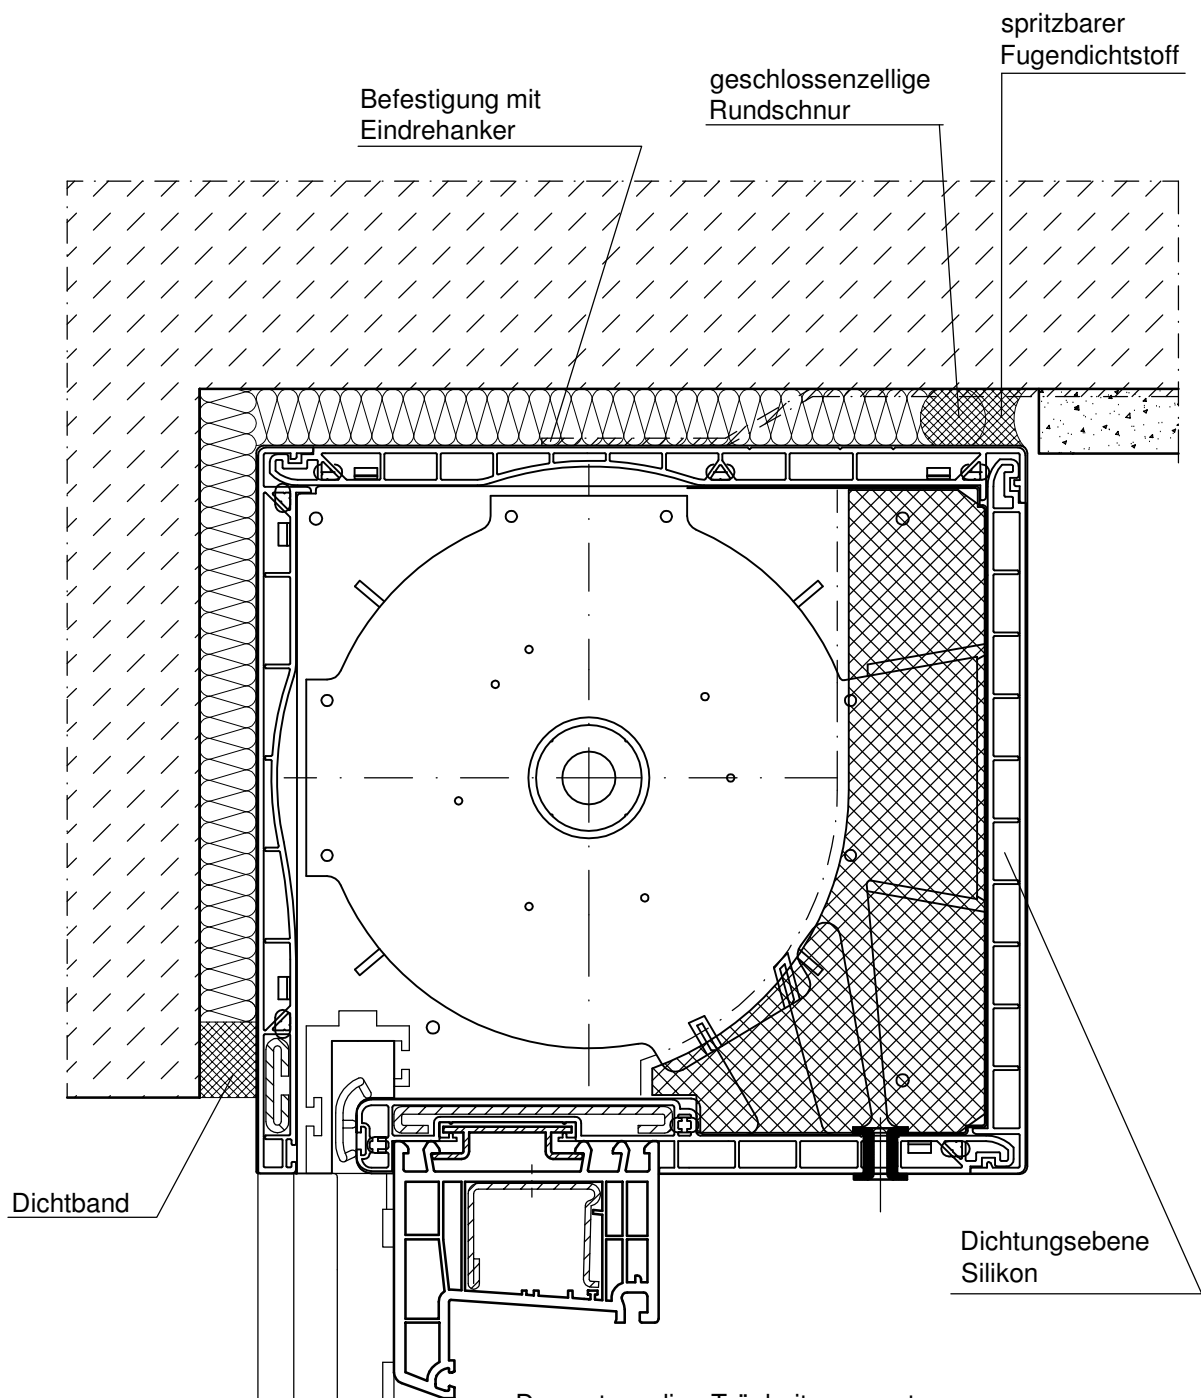 spritzbarer
Fugendichtstoff
geschlossenzellige
Rundschnur
Befestigung mit
Eindrehanker
Dichtband
Dichtungsebene
Silikon